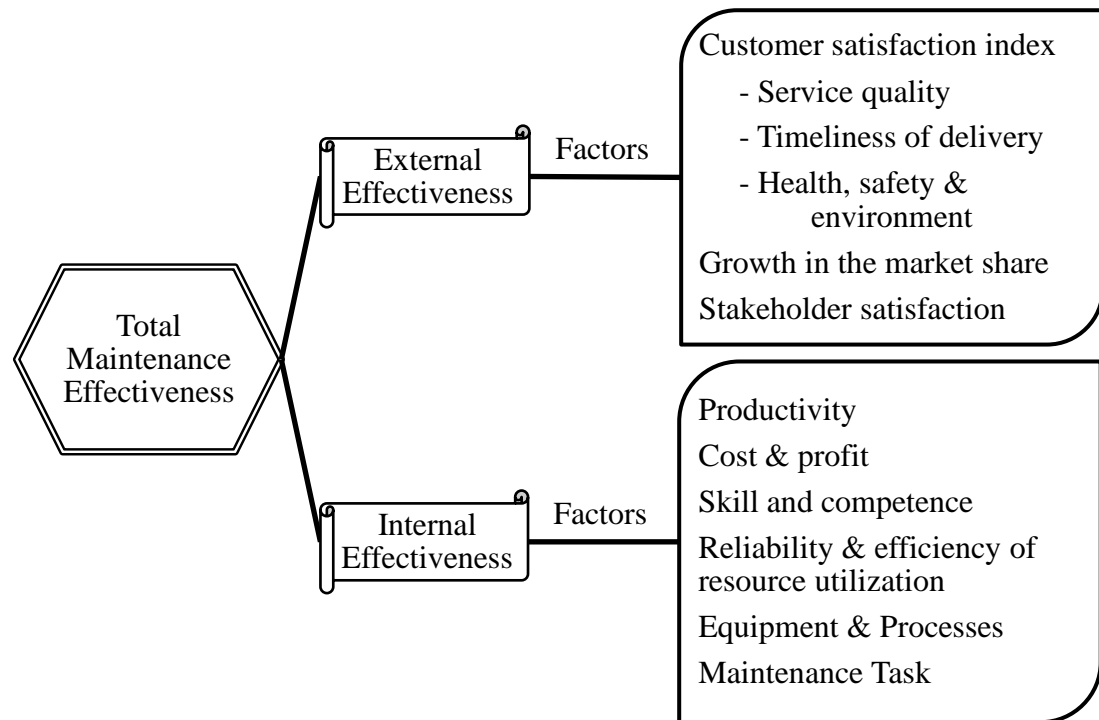 Total
Maintenance
Effectiveness
External
Effectiveness
Factors
Customer satisfaction index
- Service quality
- Timeliness of delivery
- Health, safety &
environment
Growth in the market share
Stakeholder satisfaction
Internal
Effectiveness
Factors
Productivity
Cost & profit
Skill and competence
Reliability & efficiency of
resource utilization
Equipment & Processes
Maintenance Task